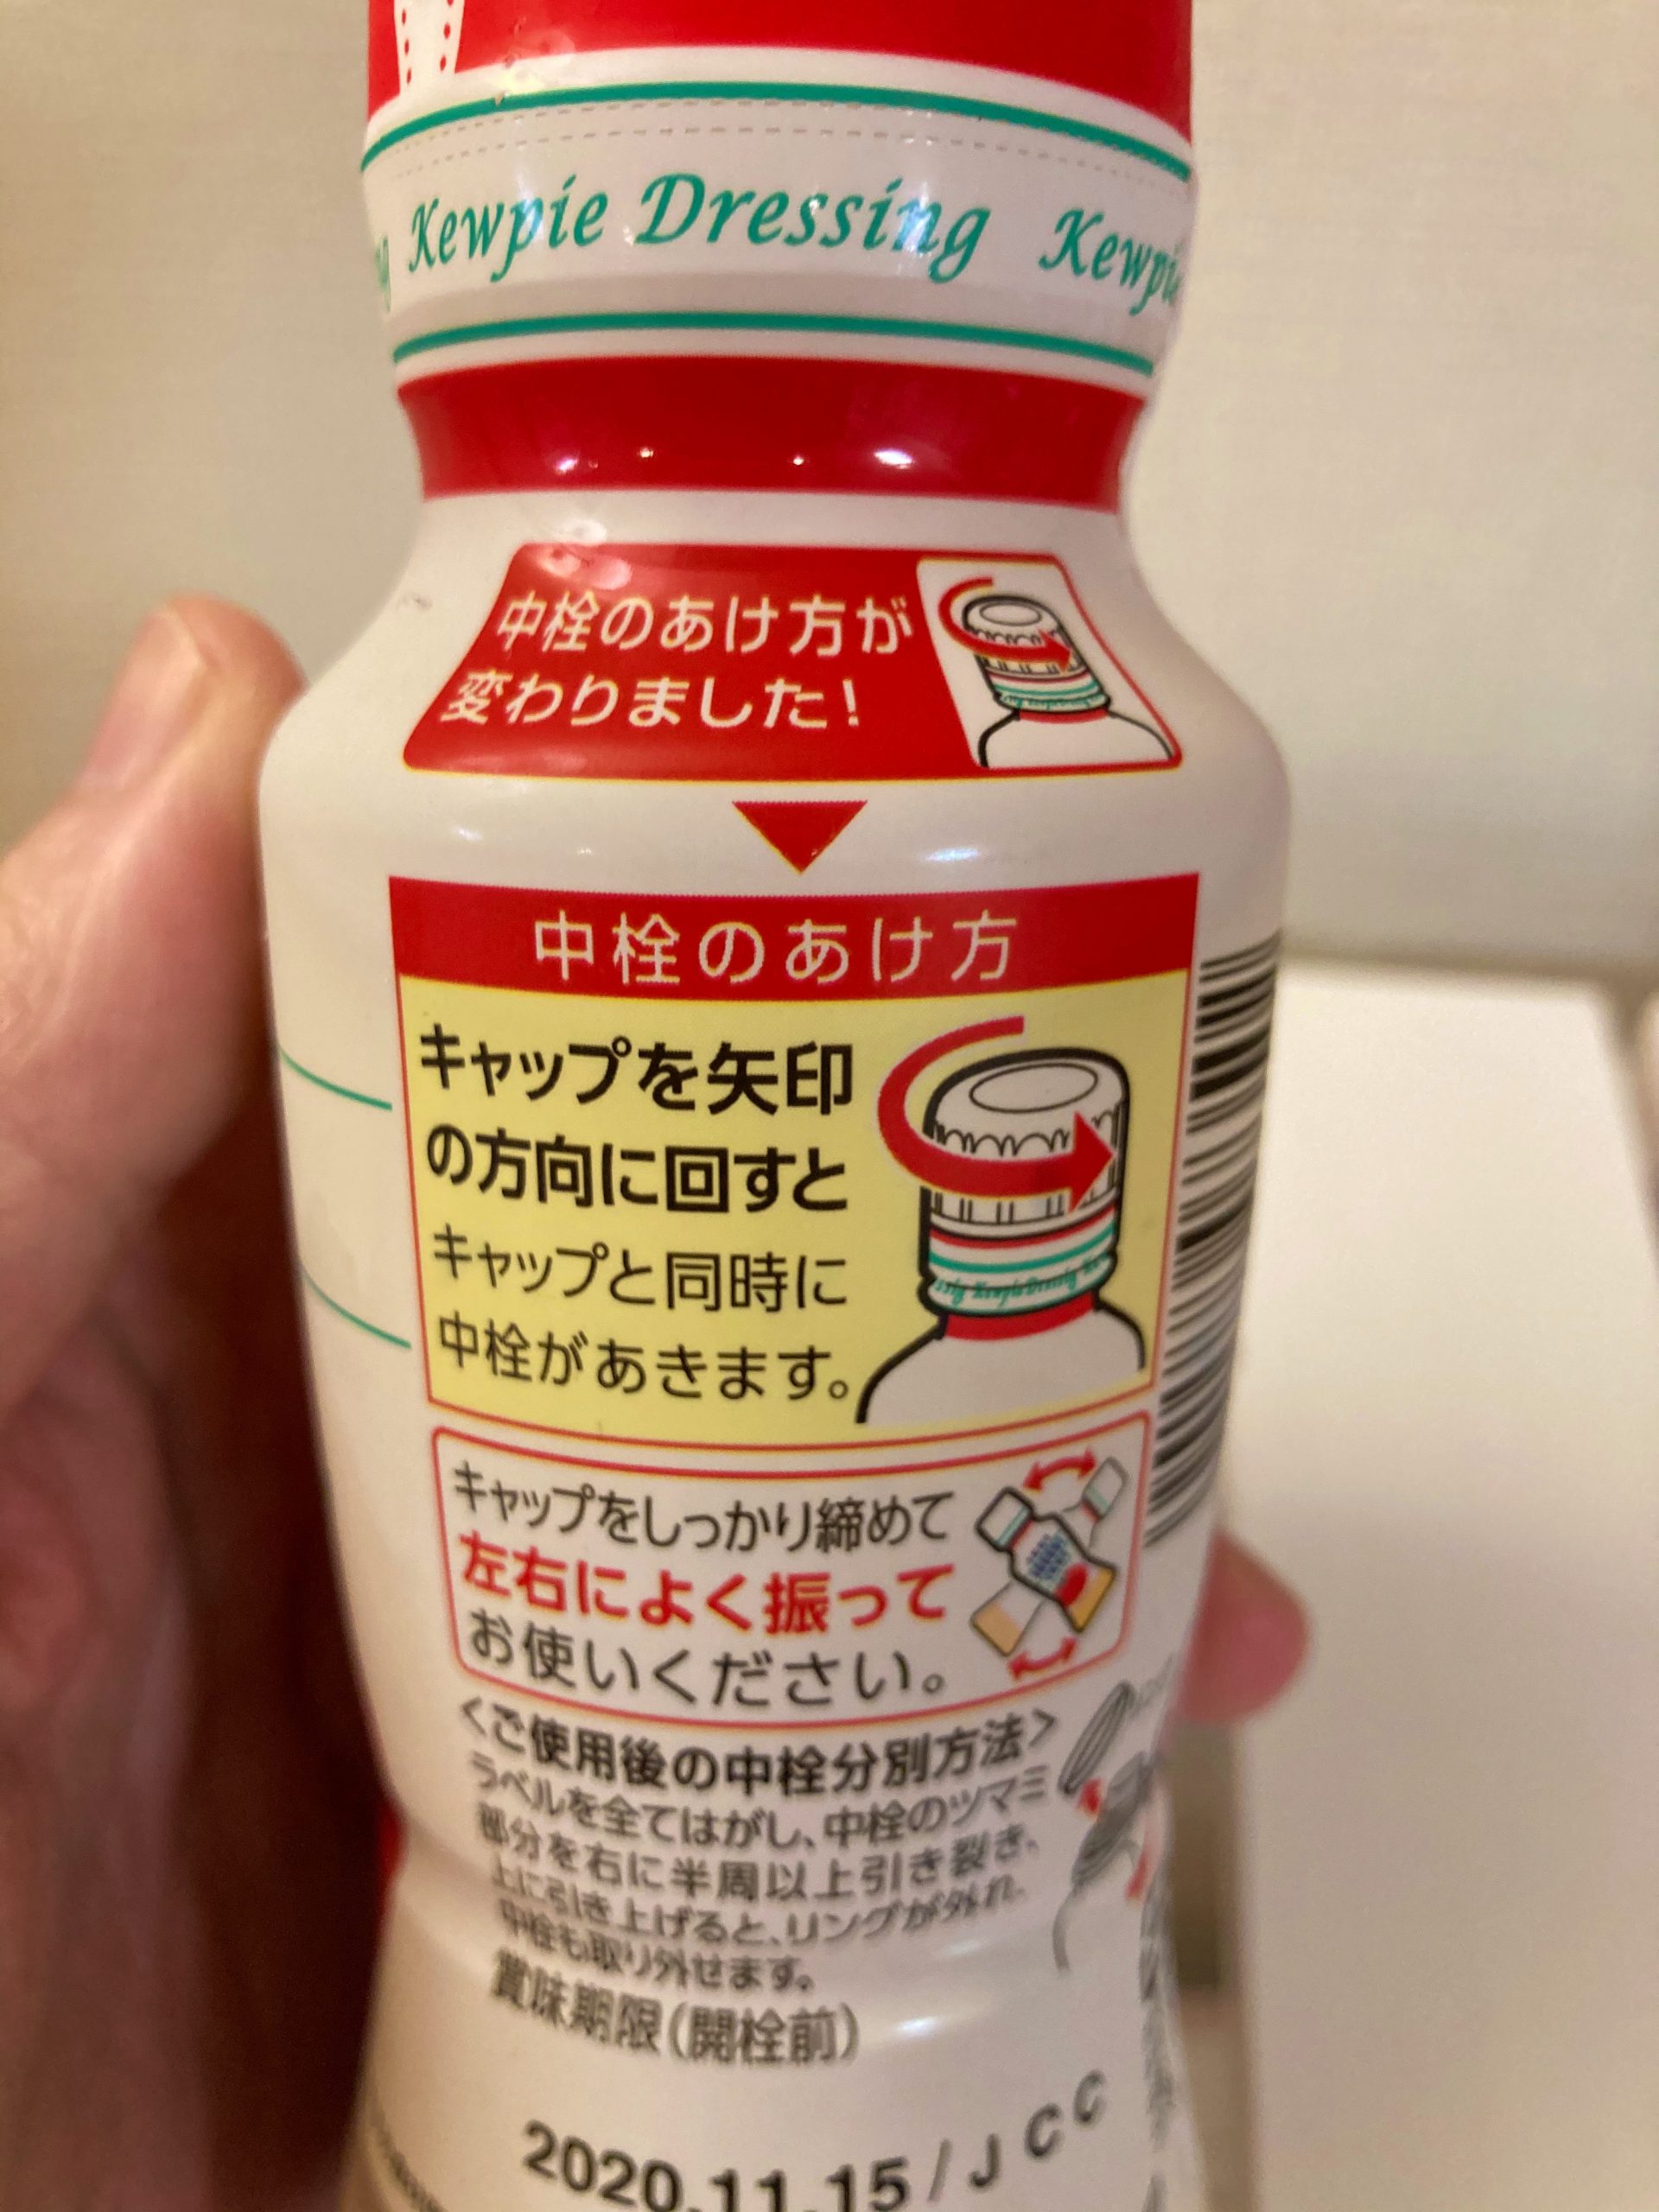 Kewpie Dressing Kewpie
中栓のあけ方が
変わりました!
中栓のあけ方
キャップを矢印
の方向に回すと
キャップと同時に
中栓があきます。
キャップをしっかり締めて
左右によく振って
お使いください。
<ご使用後の中栓分別方法>
ラベルを全てはがし、中栓のツマミ
部分を右に半周以上引き裂き、
上に引き上げると、リングが外れ、
中栓も取り外せます。
賞味期限(開栓前)
2020.11.15/JCC